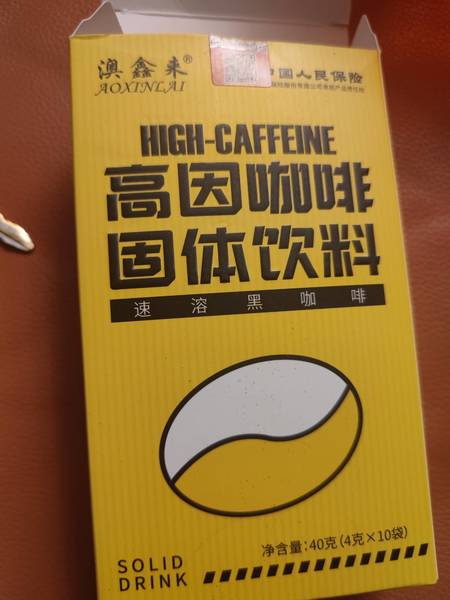 澳鑫来®
AOXINLAI
中国人民保险
HIGH-CAFFEINE
高因咖啡
固体饮料
速溶黑咖啡
净含量:40克(4克×10袋)
SOLID
DRINK